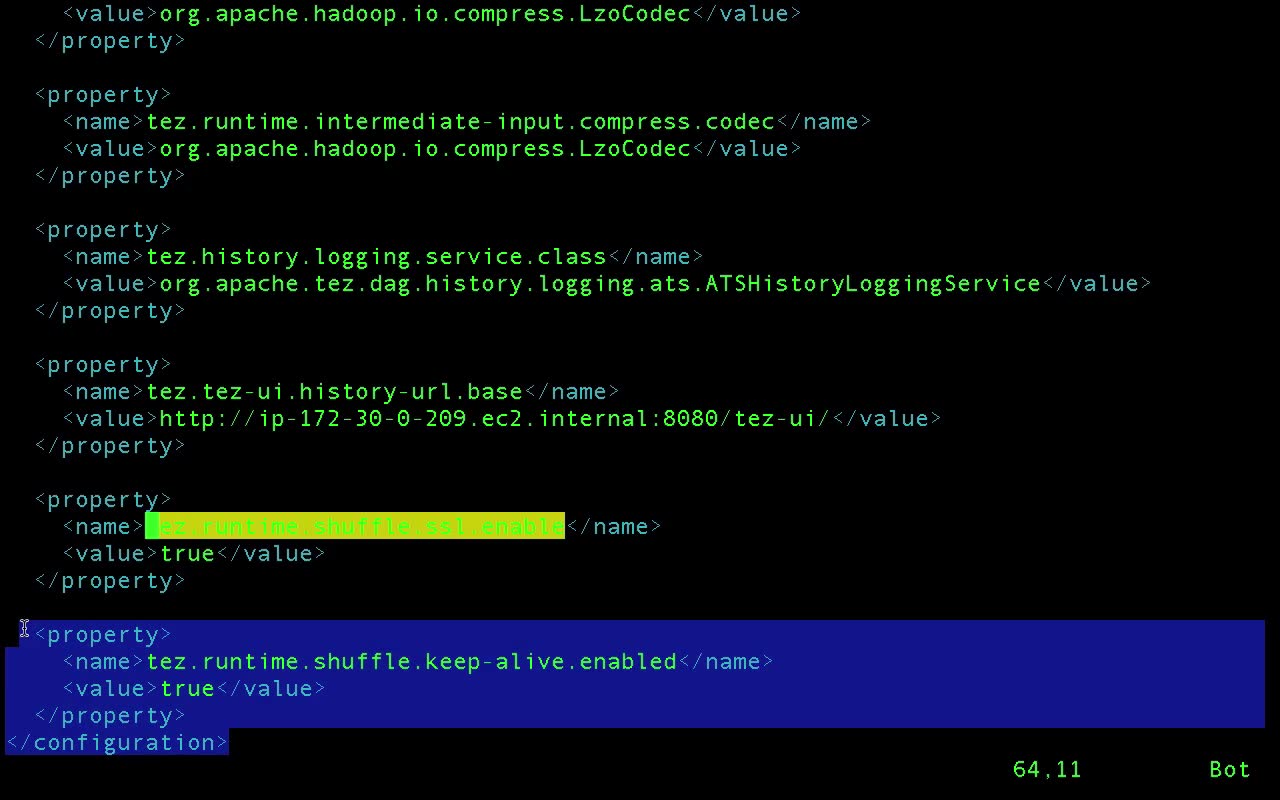 <value>org.apache.hadoop.io.compress.LzoCodec</value>
</property>
<property>
<name>tez.runtime.intermediate-input.compress.codec</name>
<value>org.apache.hadoop.io.compress.LzoCodec</value>
</property>
<property>
<name>tez.history.logging.service.class</name>
<value>org.apache.tez.dag.history.logging.ats.ATSHistoryLoggingService</value>
</property>
<property>
<name>tez.tez-ui.history-url.base</name>
<value>http://ip-172-30-0-209.ec2.internal:8080/tez-ui/</value>
</property>
<property>
<name>tez.runtime.shuffle.ssl.enable</name>
<value>true</value>
</property>
<property>
<name>tez.runtime.shuffle.keep-alive.enabled</name>
<value>true</value>
</property>
</configuration>
64,11 Bot